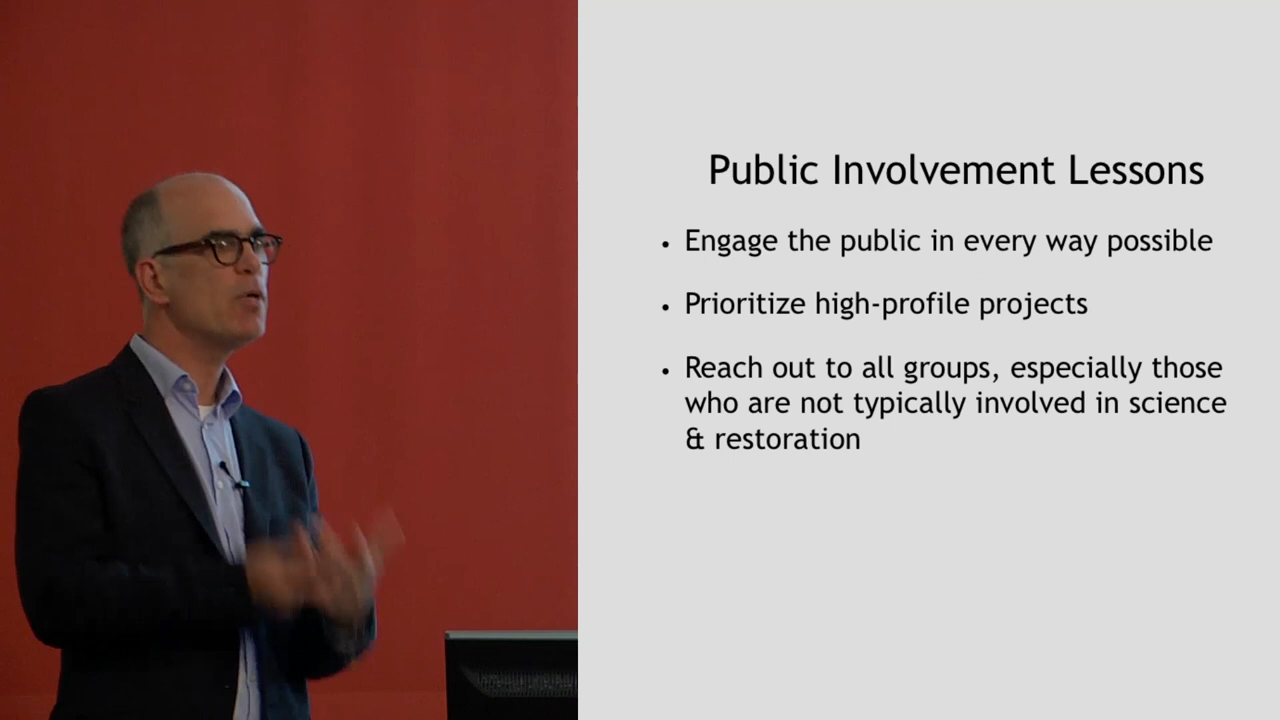 Public Involvement Lessons
• Engage the public in every way possible
• Prioritize high-profile projects
• Reach out to all groups, especially those
who are not typically involved in science
& restoration